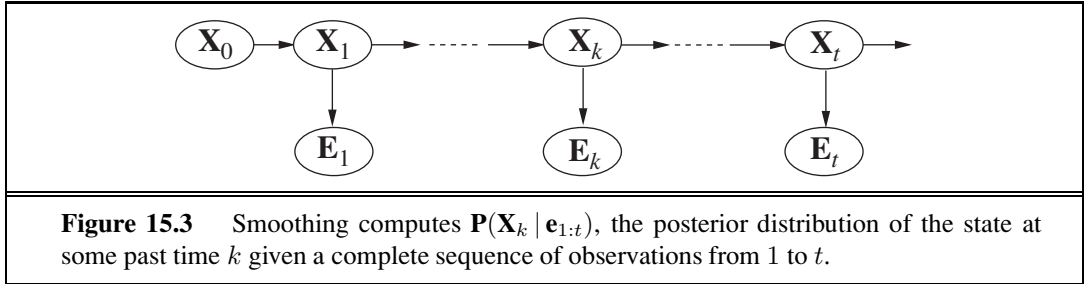 X₀ X₁ Xₖ Xₜ
E₁ Eₖ Eₜ
Figure 15.3 Smoothing computes P(Xₖ | e₁:ₜ), the posterior distribution of the state at
some past time k given a complete sequence of observations from 1 to t.